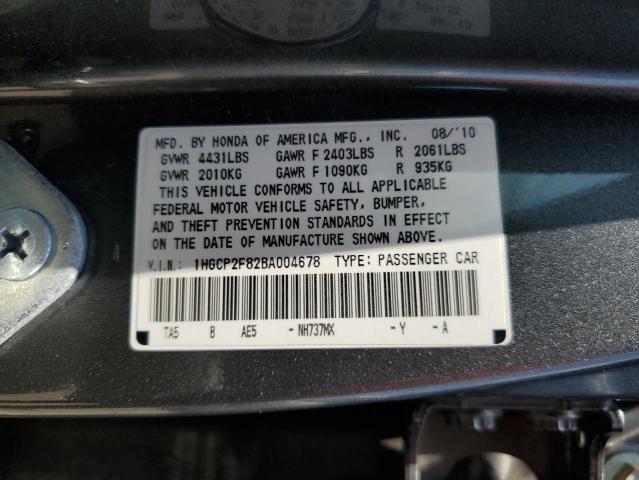 MFD. BY HONDA OF AMERICA MFG., INC. 08/'10
GVWR 4431LBS GAWR F 2403LBS R 2061LBS
GVWR 2010KG GAWR F 1090KG R 935KG
THIS VEHICLE CONFORMS TO ALL APPLICABLE
FEDERAL MOTOR VEHICLE SAFETY, BUMPER,
AND THEFT PREVENTION STANDARDS IN EFFECT
ON THE DATE OF MANUFACTURE SHOWN ABOVE.
V.I.N.: 1HGCP2F82BA004678 TYPE: PASSENGER CAR
TA5 B AE5 -NH737MX -Y -A